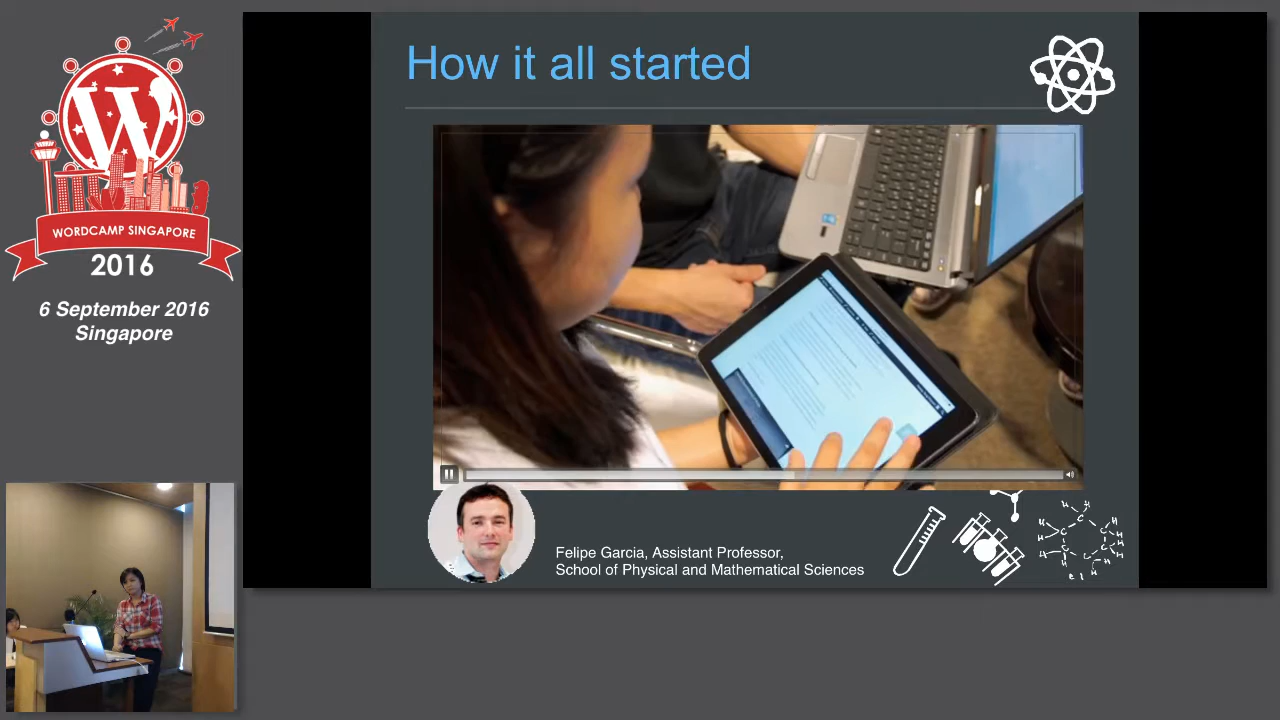 WORDCAMP SINGAPORE
2016
6 September 2016
Singapore
How it all started
Felipe Garcia, Assistant Professor,
School of Physical and Mathematical Sciences